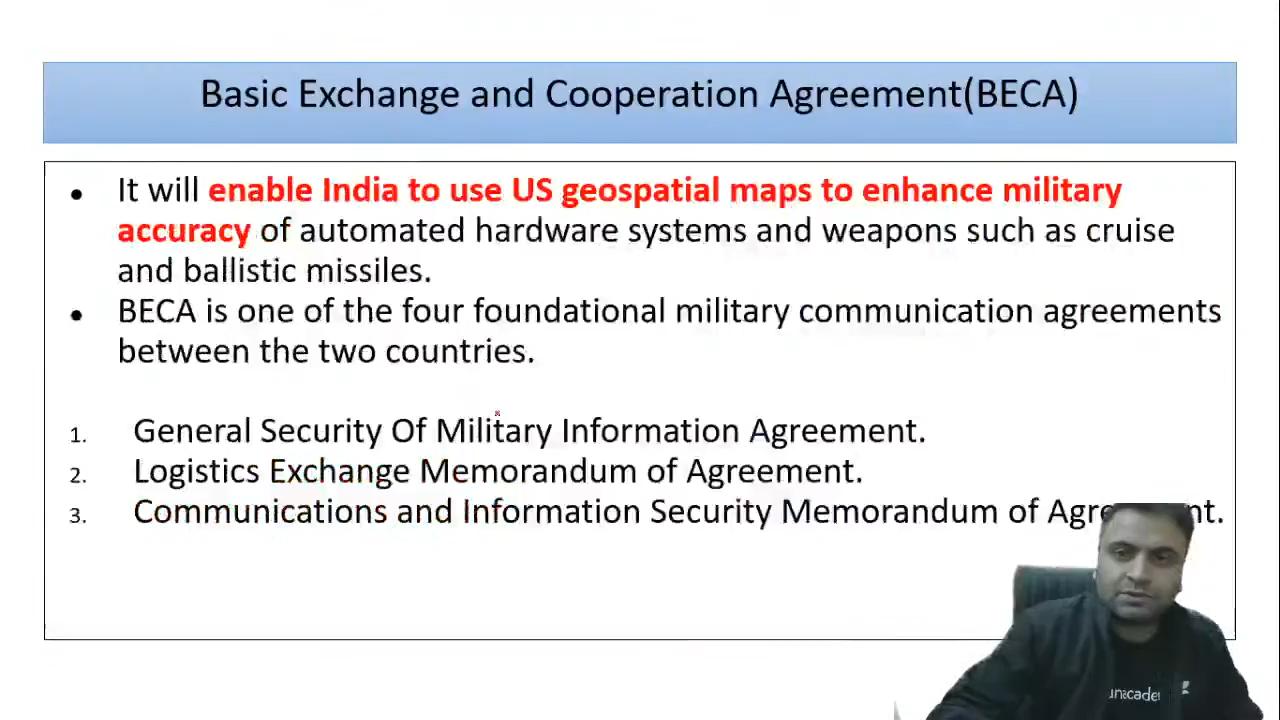 Basic Exchange and Cooperation Agreement(BECA)
• It will enable India to use US geospatial maps to enhance military
accuracy of automated hardware systems and weapons such as cruise
and ballistic missiles.
• BECA is one of the four foundational military communication agreements
between the two countries.
1. General Security Of Military Information Agreement.
2. Logistics Exchange Memorandum of Agreement.
3. Communications and Information Security Memorandum of